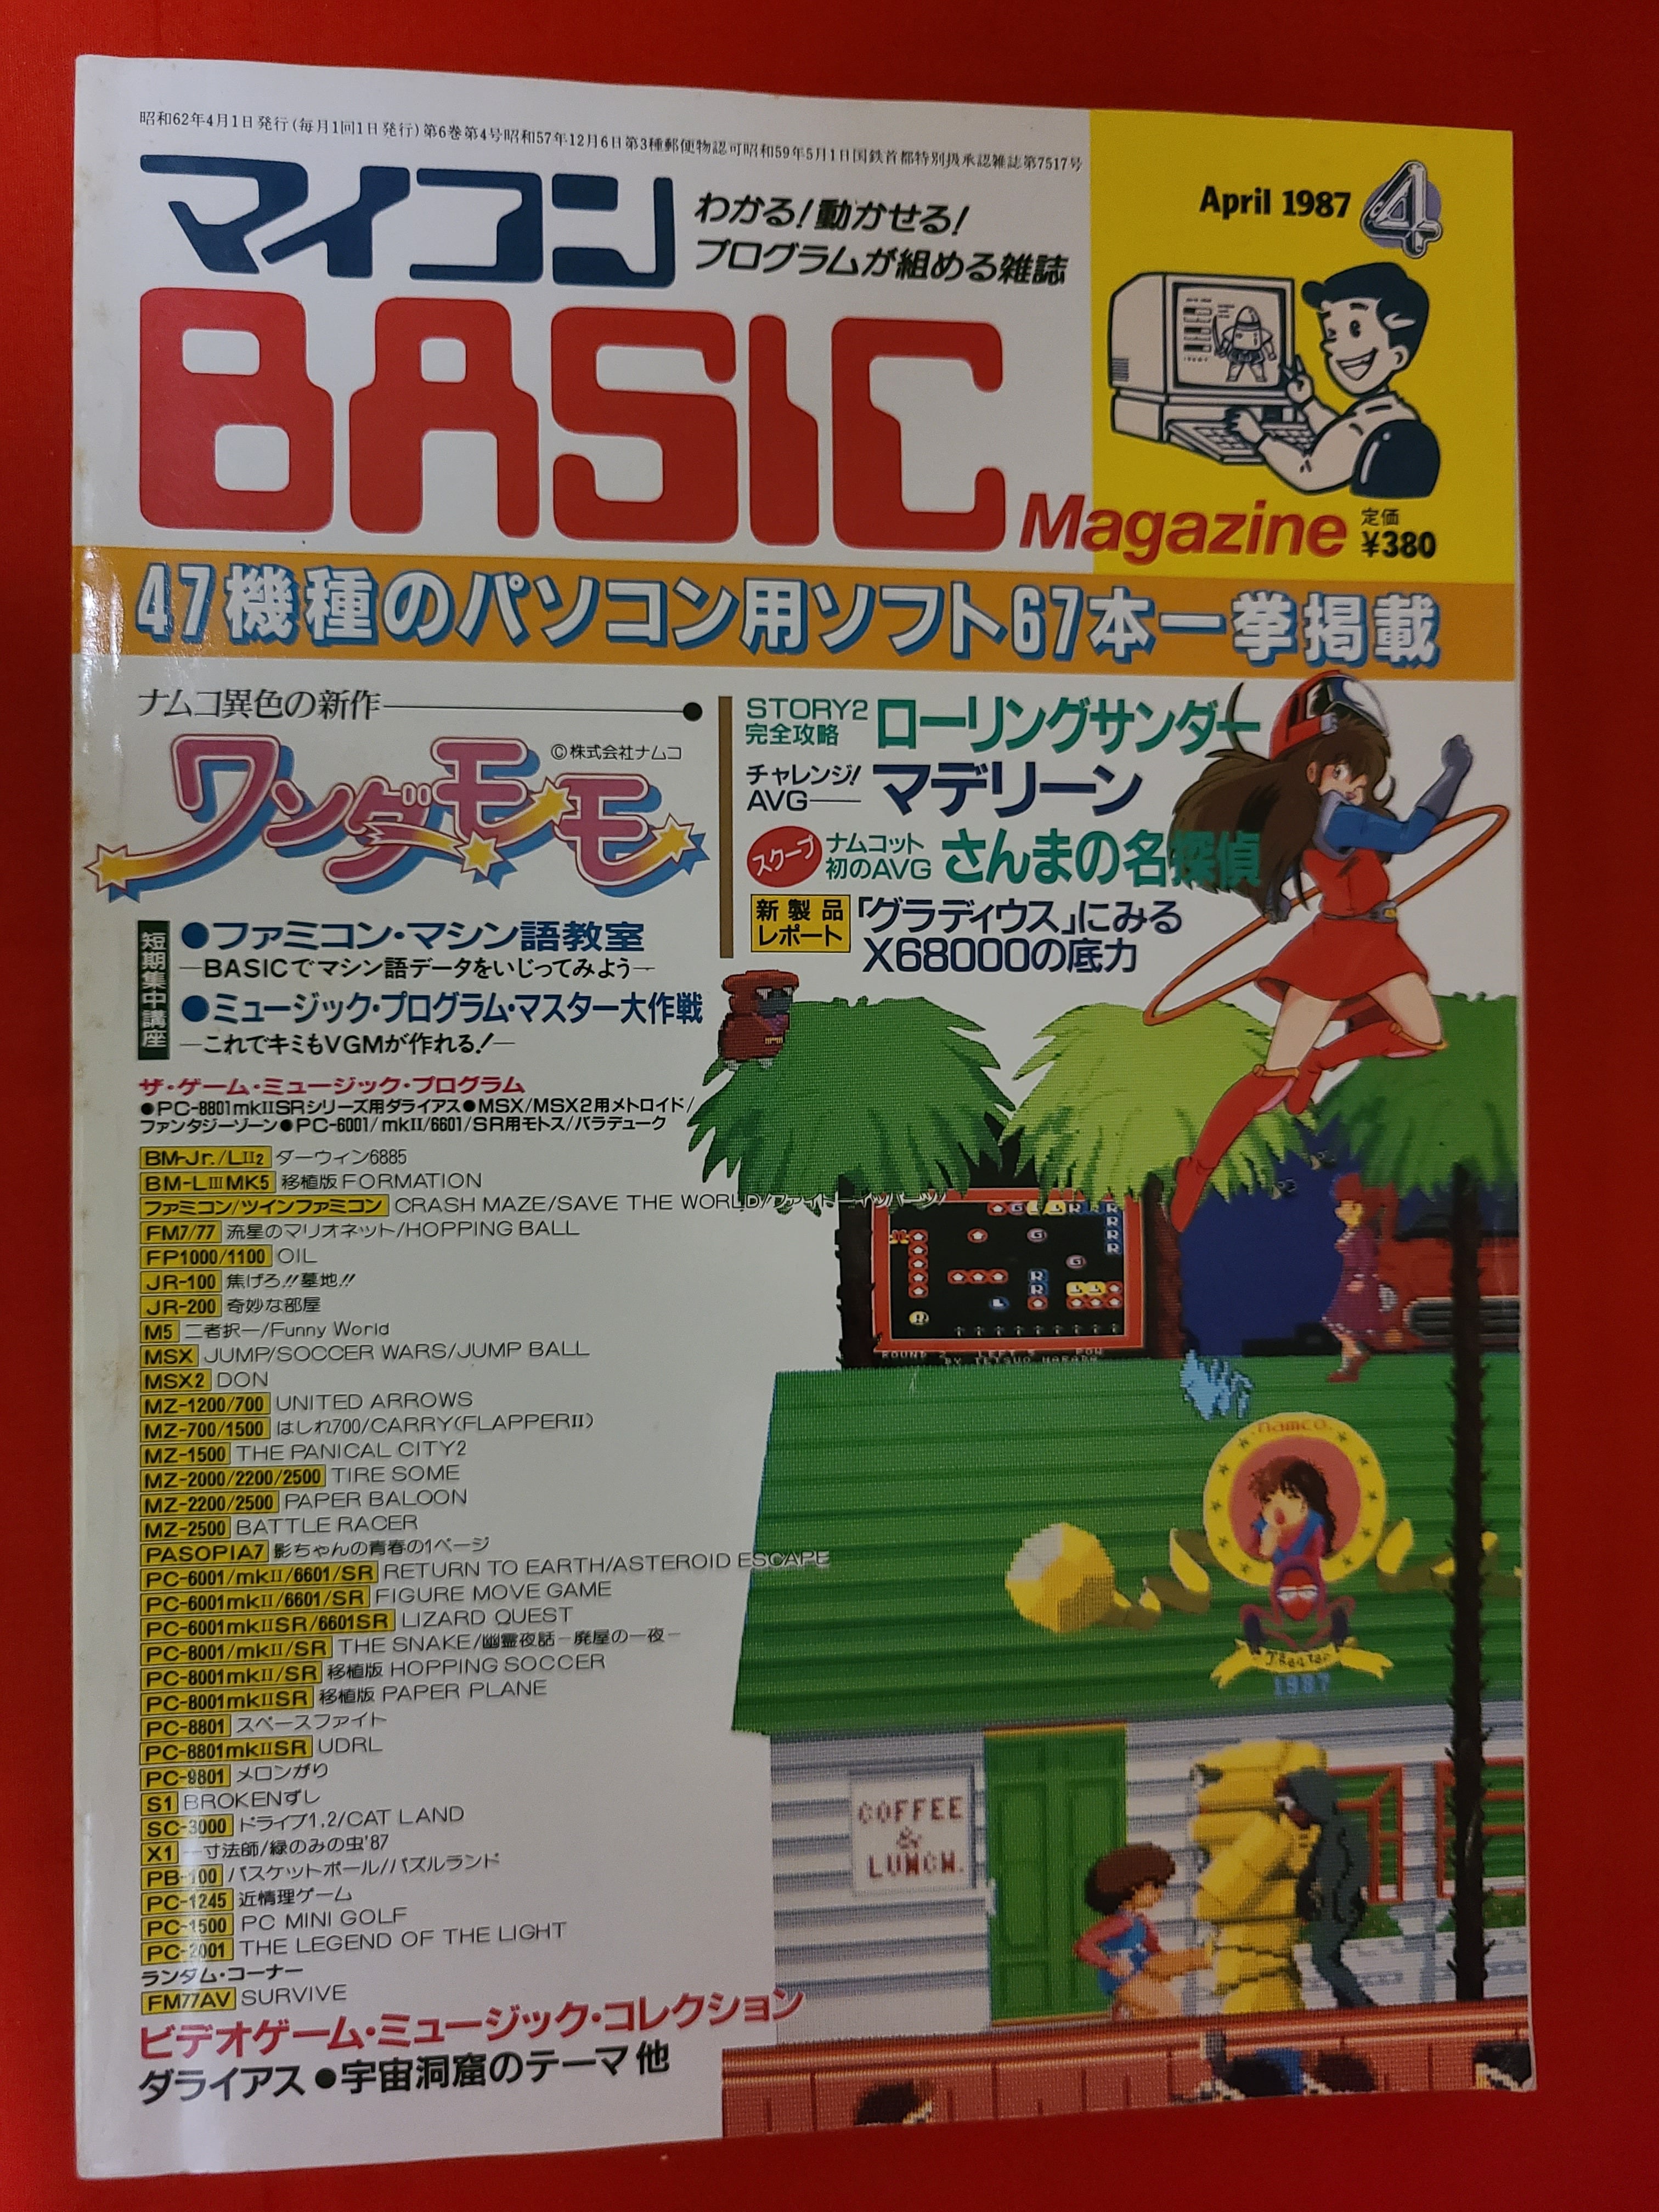 昭和62年4月1日発行(毎月1回1日発行)第6巻第4号昭和57年12月6日第3種郵便物認可昭和59年5月1日国鉄首都特別扱承認雑誌第7517号
April 1987 4
マイコン
わかる!動かせる!
プログラムが組める雑誌
BASIC
Magazine
定価
¥380
47機種のパソコン用ソフト67本一挙掲載
ナムコ異色の新作
©株式会社ナムコ
ワンダーモモ
STORY2
完全攻略
ローリングサンダー
チャレンジ!
AVG
マデリーン
スクープ
ナムコット
初のAVG
さんまの名探偵
新製品
レポート
「グラディウス」にみる
X68000の底力
短期集中講座
●ファミコン・マシン語教室
―BASICでマシン語データをいじってみよう―
●ミュージック・プログラム・マスター大作戦
―これでキミもVGMが作れる!―
ザ・ゲーム・ミュージック・プログラム
●PC-8801mkIISRシリーズ用ダライアス●MSX/MSX2用メトロイド/
ファンタジーゾーン●PC-6001/mkII/6601/SR用モトス/バラデューク
BM-Jr./LII2 ダーウィン6885
BM-LIIIMK5 移植版FORMATION
ファミコン/ツインファミコン CRASH MAZE/SAVE THE WORLD/ファイト一イッパーツ/
FM7/77 流星のマリオネット/HOPPING BALL
FP1000/1100 OIL
JR-100 焦げろ!!墓地!!
JR-200 奇妙な部屋
M5 二者択一/Funny World
MSX JUMP/SOCCER WARS/JUMP BALL
MSX2 DON
MZ-1200/700 UNITED ARROWS
MZ-700/1500 はしれ700/CARRY(FLAPPERII)
MZ-1500 THE PANICAL CITY2
MZ-2000/2200/2500 TIRE SOME
MZ-2200/2500 PAPER BALOON
MZ-2500 BATTLE RACER
PASOPIA7 影ちゃんの青春の1ページ
PC-6001/mkII/6601/SR RETURN TO EARTH/ASTEROID ESCAPE
PC-6001mkII/6601/SR FIGURE MOVE GAME
PC-6001mkIISR/6601SR LIZARD QUEST
PC-8001/mkII/SR THE SNAKE/幽霊夜話−廃屋の一夜−
PC-8001mkII/SR 移植版 HOPPING SOCCER
PC-8001mkIISR 移植版 PAPER PLANE
PC-8801 スペースファイト
PC-8801mkIISR UDRL
PC-9801 メロンがり
S1 BROKENずし
SC-3000 ドライブ1,2/CAT LAND
X1 一寸法師/緑のみの虫'87
PB-100 バスケットボール/パズルランド
PC-1245 近情理ゲーム
PC-1500 PC MINI GOLF
PC-2001 THE LEGEND OF THE LIGHT
ランダム・コーナー
FM77AV SURVIVE
ビデオゲーム・ミュージック・コレクション
ダライアス●宇宙洞窟のテーマ 他
ROUND 2 LEFT
namco
Theater
1987
COFFEE
&
LUNCH.